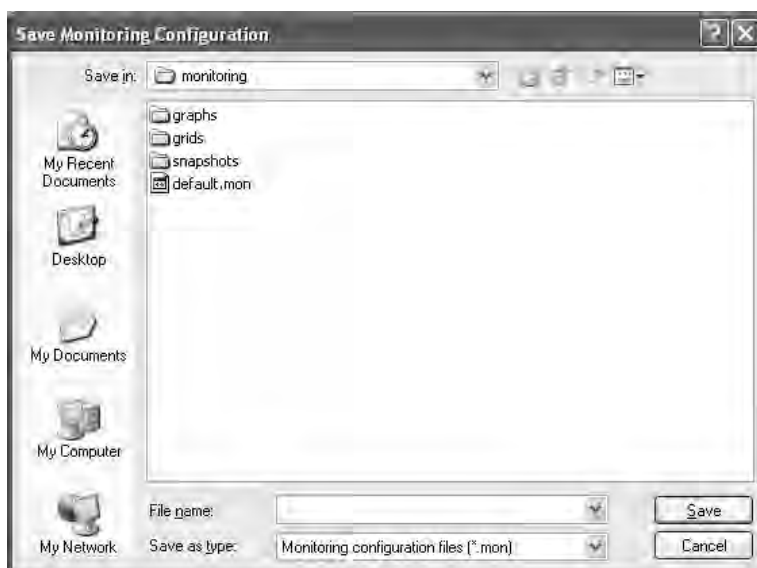 Save Monitoring Configuration
Save in: monitoring
My Recent
Documents
Desktop
My Documents
My Computer
My Network
graphs
grids
snapshots
default.mon
File name:
Save
Save as type: Monitoring configuration files (*.mon)
Cancel